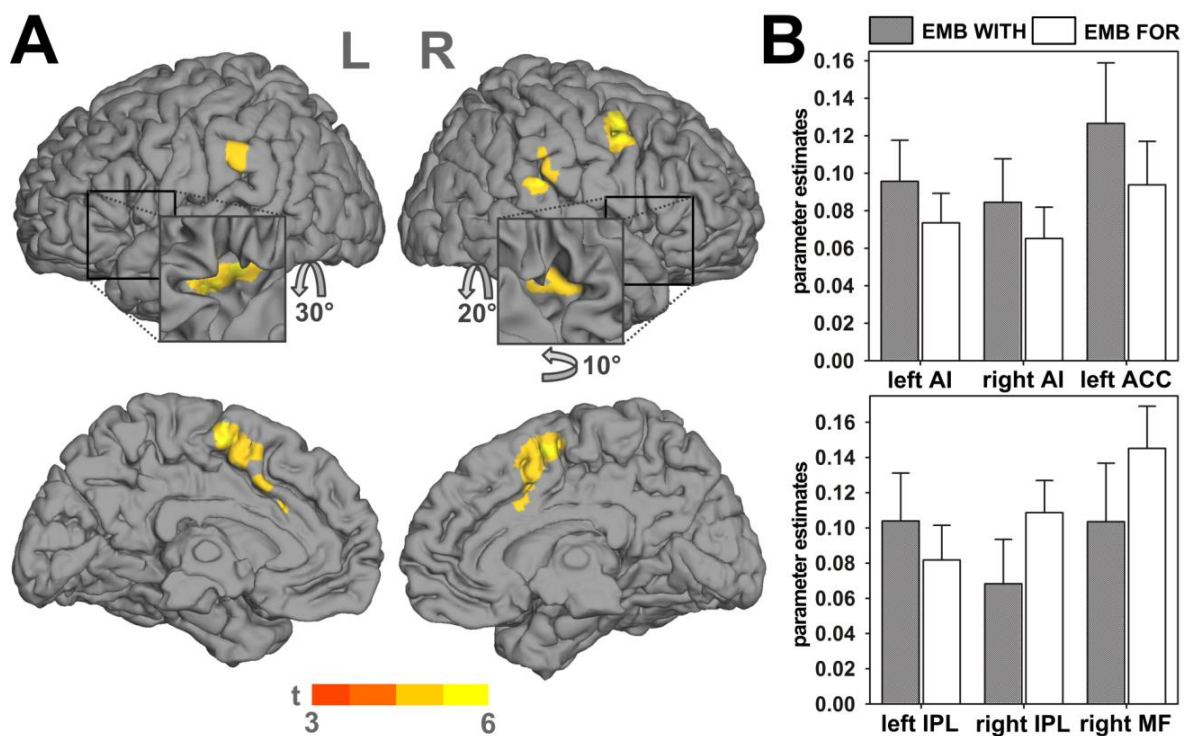 A
L R
30°
20°
10°
t
3 6
B
EMB WITH EMB FOR
parameter estimates
0.16
0.14
0.12
0.10
0.08
0.06
0.04
0.02
0.00
left AI right AI left ACC
parameter estimates
0.16
0.14
0.12
0.10
0.08
0.06
0.04
0.02
0.00
left IPL right IPL right MF